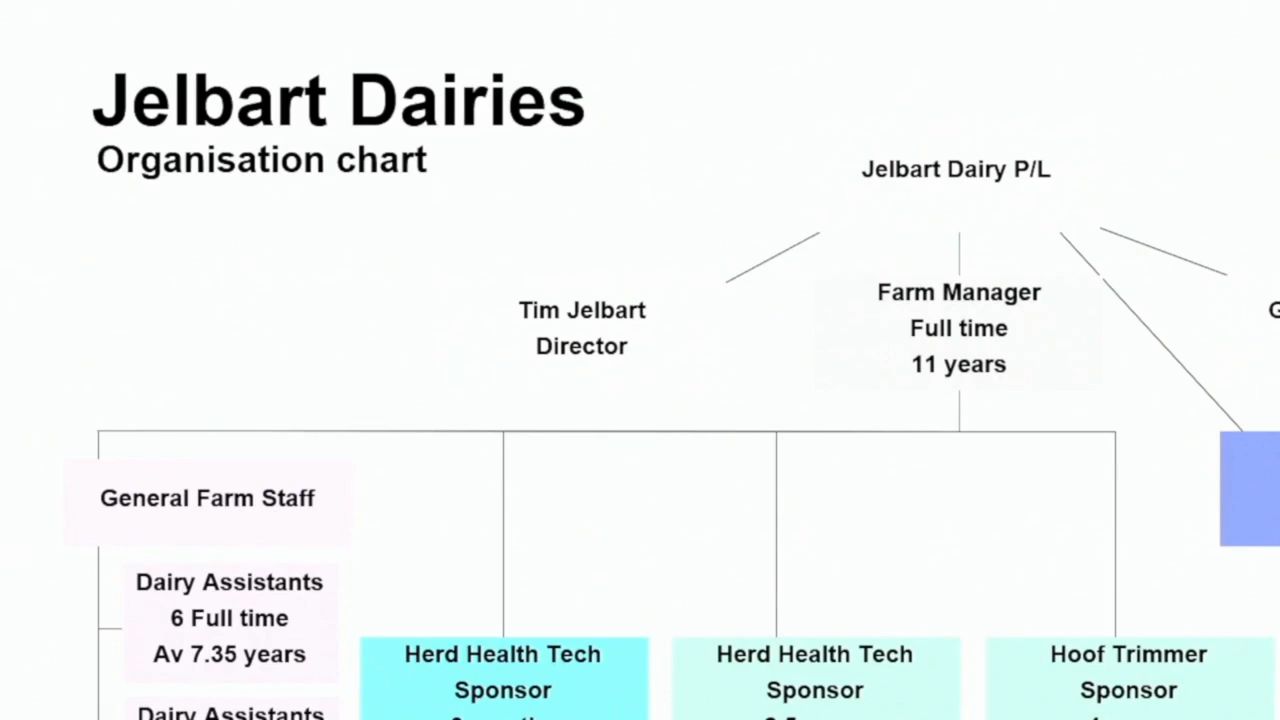 Jelbart Dairies
Organisation chart
Jelbart Dairy P/L
Tim Jelbart
Director
Farm Manager
Full time
11 years
General Farm Staff
Dairy Assistants
6 Full time
Av 7.35 years
Herd Health Tech
Sponsor
Herd Health Tech
Sponsor
Hoof Trimmer
Sponsor
Dairy Assistants